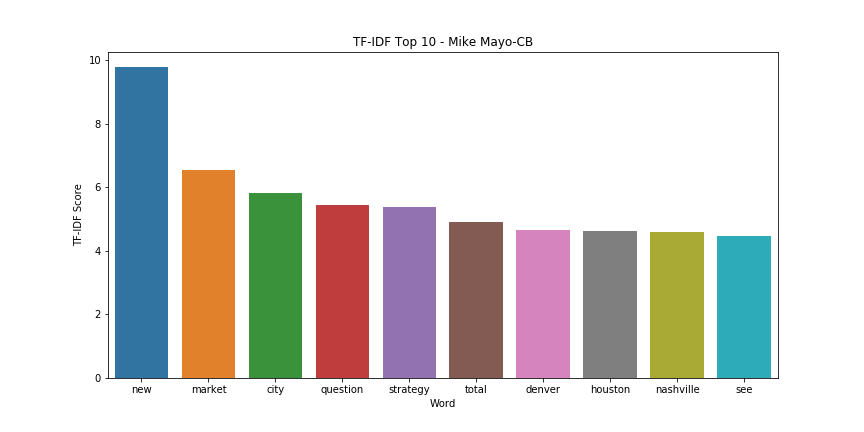 TF-IDF Top 10 - Mike Mayo-CB
10
8
6
4
2
0
TF-IDF Score
new market city question strategy total denver houston nashville see
Word